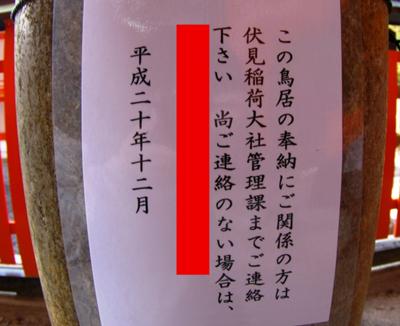 この鳥居の奉納にご関係の方は
伏見稲荷大社管理課までご連絡
下さい 尚ご連絡のない場合は、
平成二十年十二月